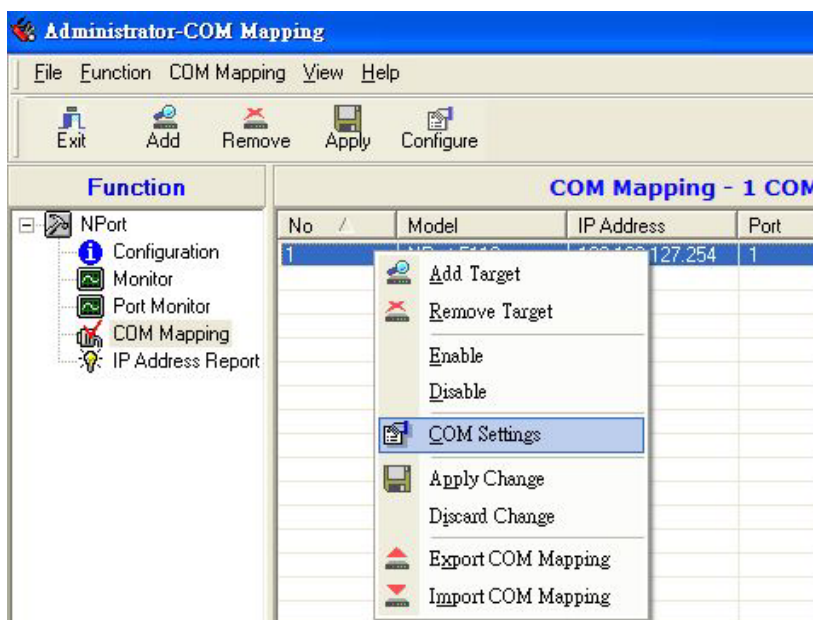 Administrator-COM Mapping
File Function COM Mapping View Help
Exit Add Remove Apply Configure
Function
COM Mapping - 1 COM
NPort
Configuration
Monitor
Port Monitor
COM Mapping
IP Address Report
No Model IP Address Port
1 127.254 1
Add Target
Remove Target
Enable
Disable
COM Settings
Apply Change
Discard Change
Export COM Mapping
Import COM Mapping